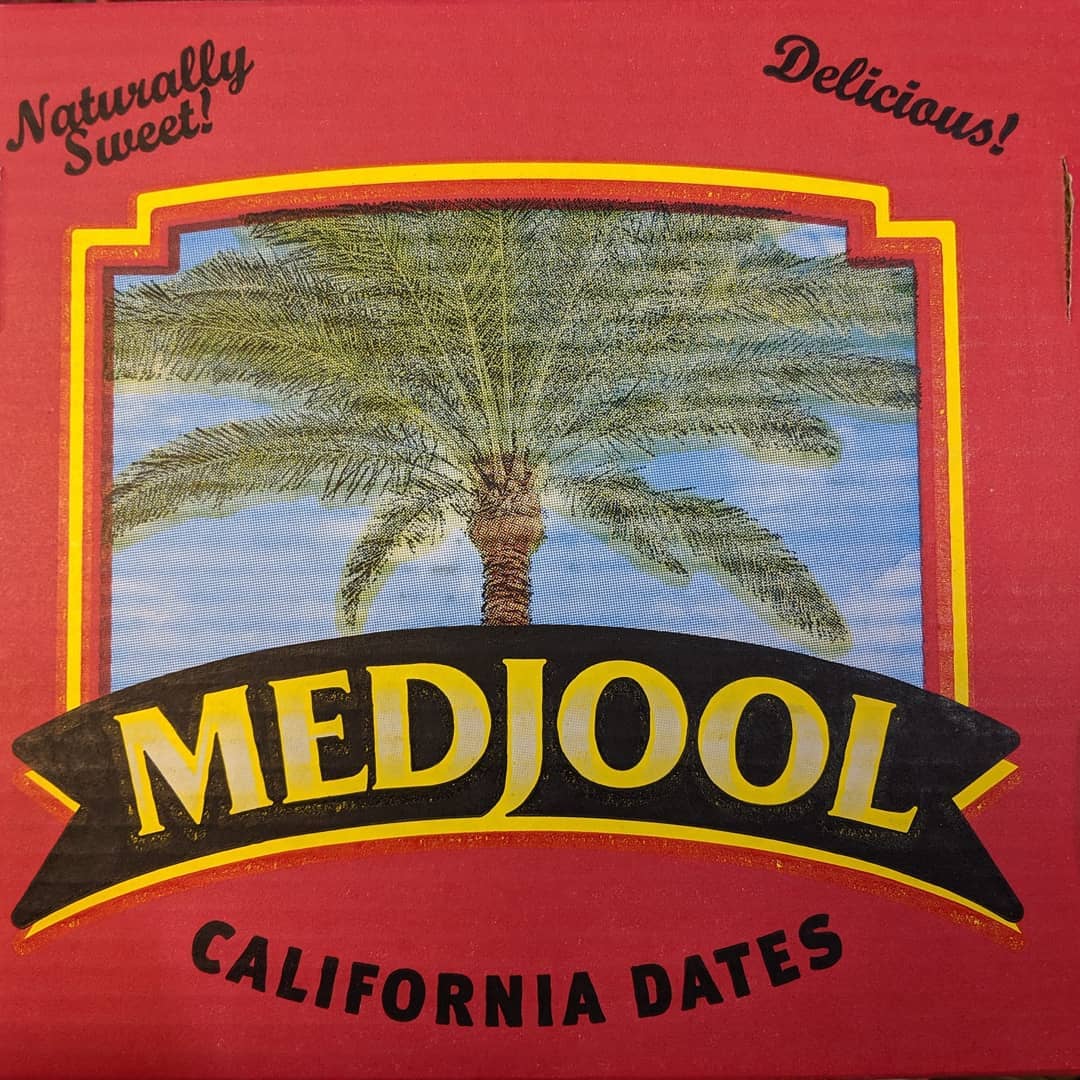 Naturally
Sweet!
Delicious!
MEDJOOL
CALIFORNIA DATES